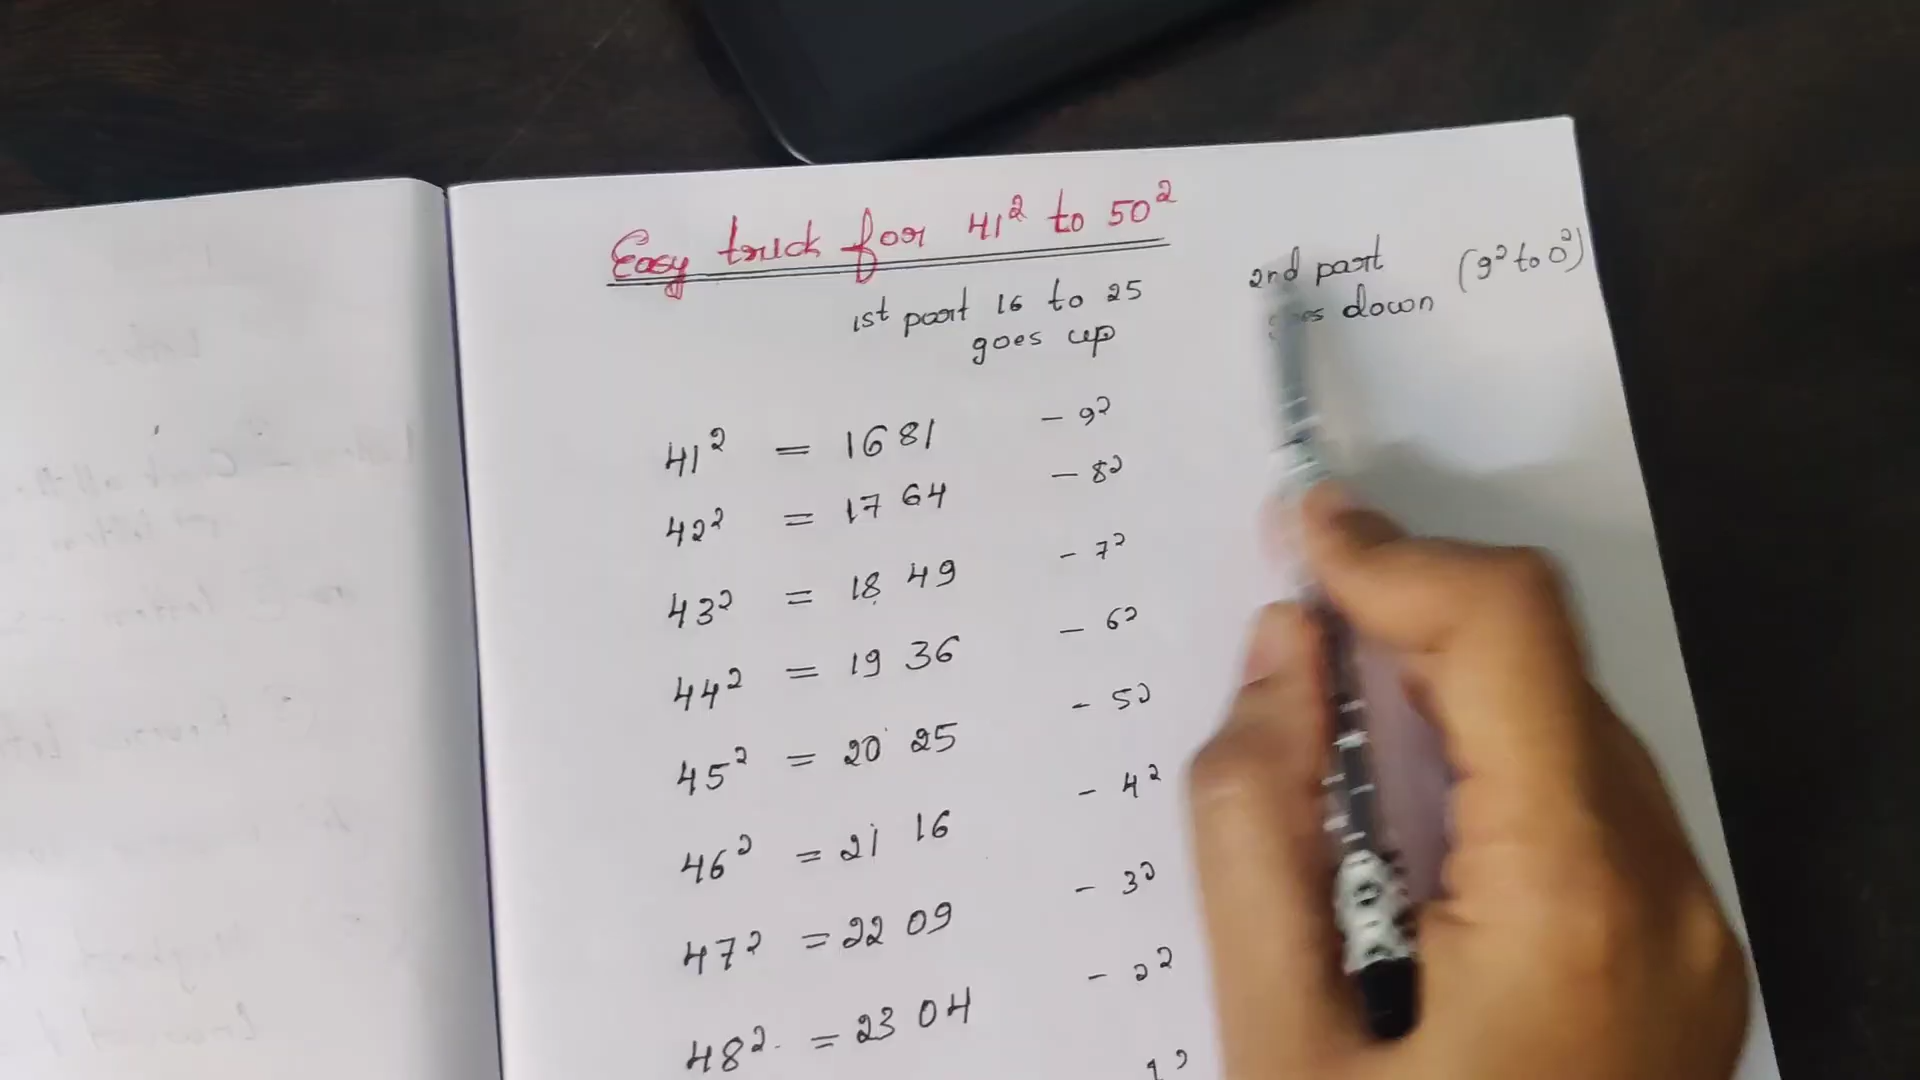 Easy trick for 41² to 50²
1st part 16 to 25
goes up
2nd part (9² to 0²)
goes down
41² = 1681 - 9²
42² = 17 64 - 8²
43² = 18 49 - 7²
44² = 19 36 - 6²
45² = 20 25 - 5²
46² = 21 16 - 4²
47² = 22 09 - 3²
48² = 23 04 - 2²
1²